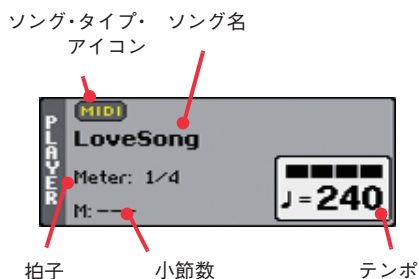 ソング・タイプ・
アイコン
ソング名
MIDI
PLAYER
LoveSong
Meter: 1/4
M: ---
♩=240
拍子
小節数
テンポ